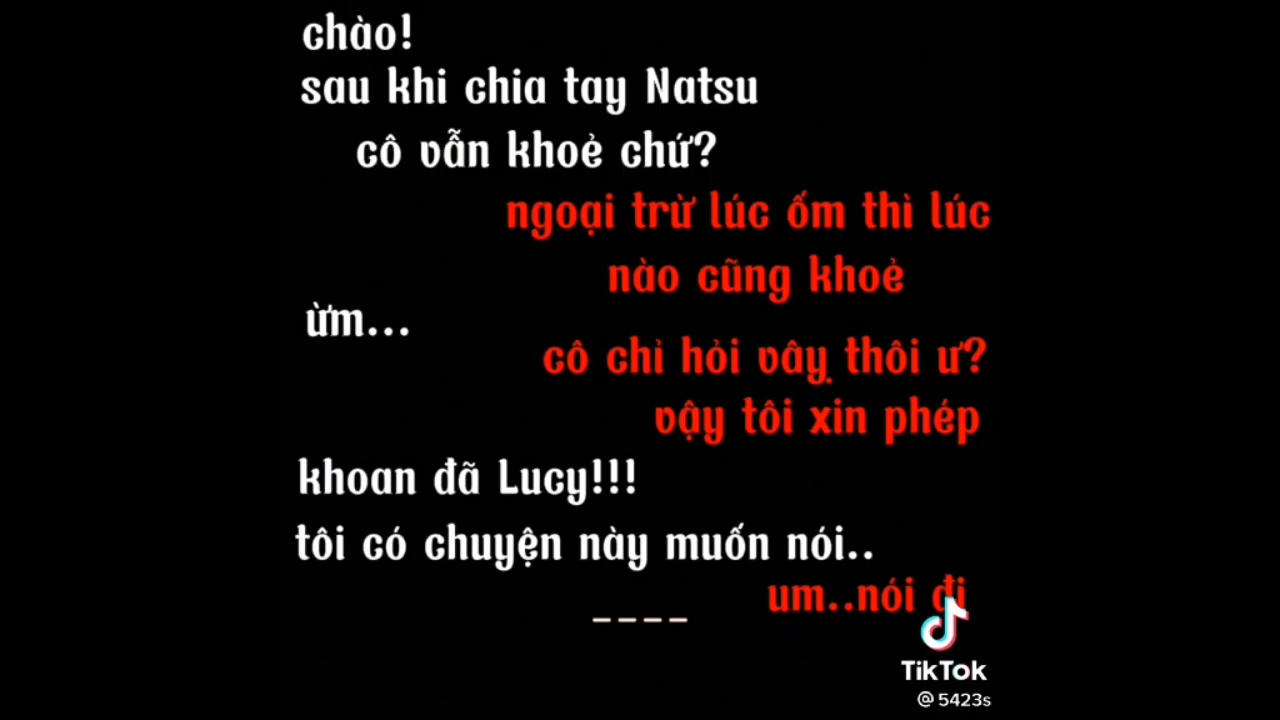 chào!
sau khi chia tay Natsu
cô vẫn khoẻ chứ?
ngoại trừ lúc ốm thì lúc
nào cũng khoẻ
ừm...
cô chỉ hỏi vậy thôi ư?
vậy tôi xin phép
khoan đã Lucy!!!
tôi có chuyện này muốn nói..
um..nói đi
----
TikTok
@5423s